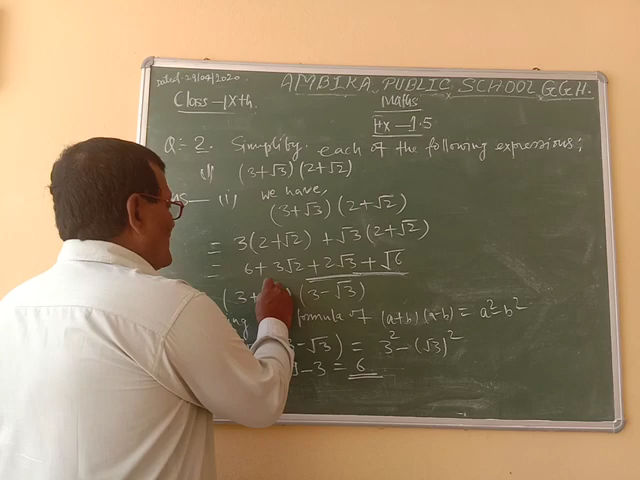 Dated-29/04/2020
AMBIKA PUBLIC SCHOOL G.G.H.
Class-IXth
Maths
Ex-1.5
Q:-2. Simplify each of the following expressions;
i) (3+√3)(2+√2)
(i) we have,
(3+√3)(2+√2)
= 3(2+√2) + √3(2+√2)
= 6+3√2+2√3+√6
(3+ (3-√3)
formula of (a+b)(a-b) = a²-b²
-√3) = 3² - (√3)²
-3 = 6